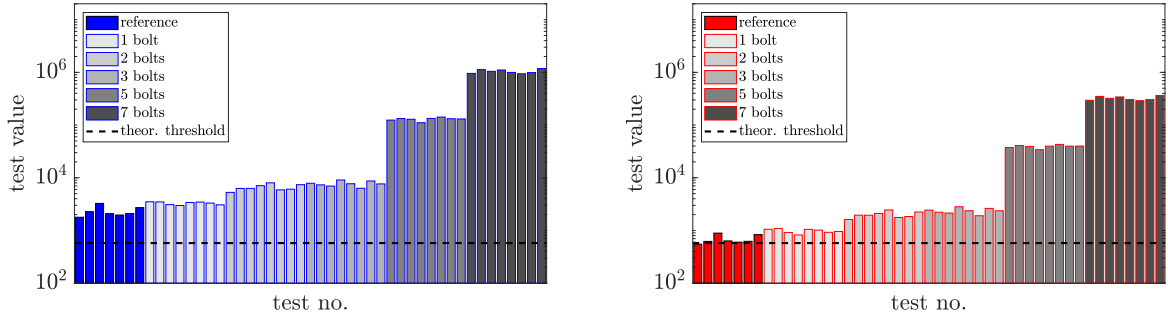 test value
10^6
10^4
10^2
reference
1 bolt
2 bolts
3 bolts
5 bolts
7 bolts
theor. threshold
test no.
test value
10^6
10^4
10^2
reference
1 bolt
2 bolts
3 bolts
5 bolts
7 bolts
theor. threshold
test no.